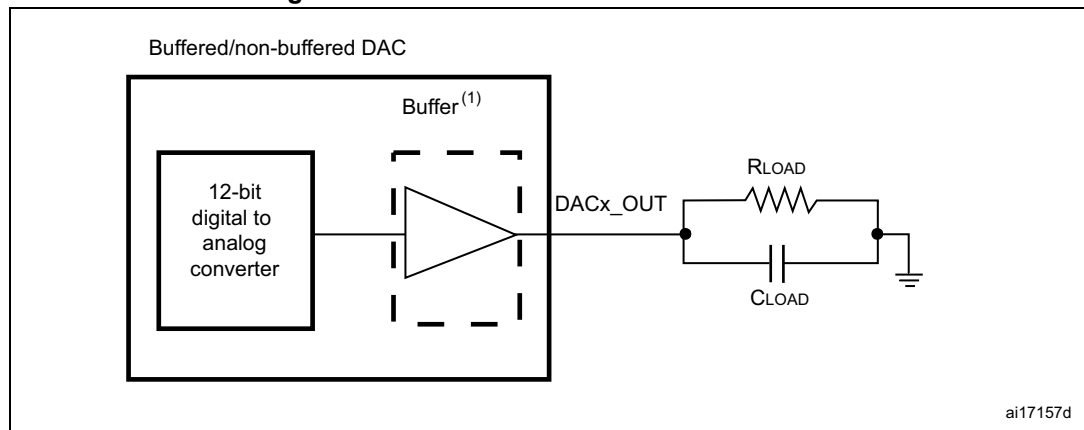 Buffered/non-buffered DAC
Buffer(1)
12-bit
digital to
analog
converter
DACx_OUT
RLOAD
CLOAD
ai17157d